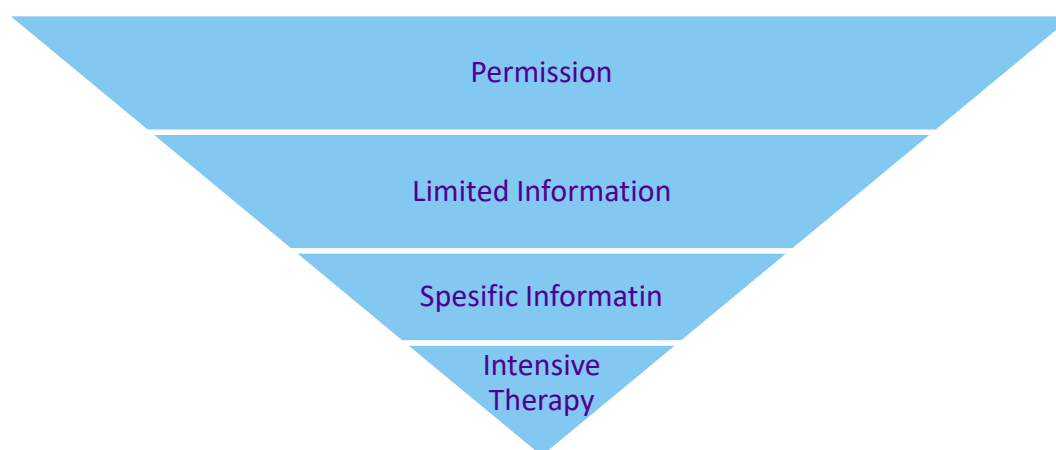 Permission
Limited Information
Spesific Informatin
Intensive
Therapy